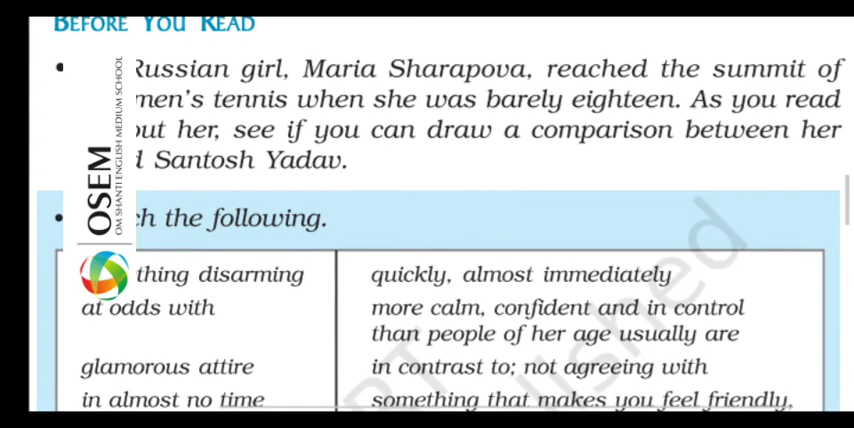 BEFORE YOU READ
• Russian girl, Maria Sharapova, reached the summit of
men's tennis when she was barely eighteen. As you read
out her, see if you can draw a comparison between her
Santosh Yadav.
• the following.
thing disarming quickly, almost immediately
at odds with more calm, confident and in control
than people of her age usually are
glamorous attire in contrast to; not agreeing with
in almost no time something that makes you feel friendly,
OSEM
OM SHANTI ENGLISH MEDIUM SCHOOL